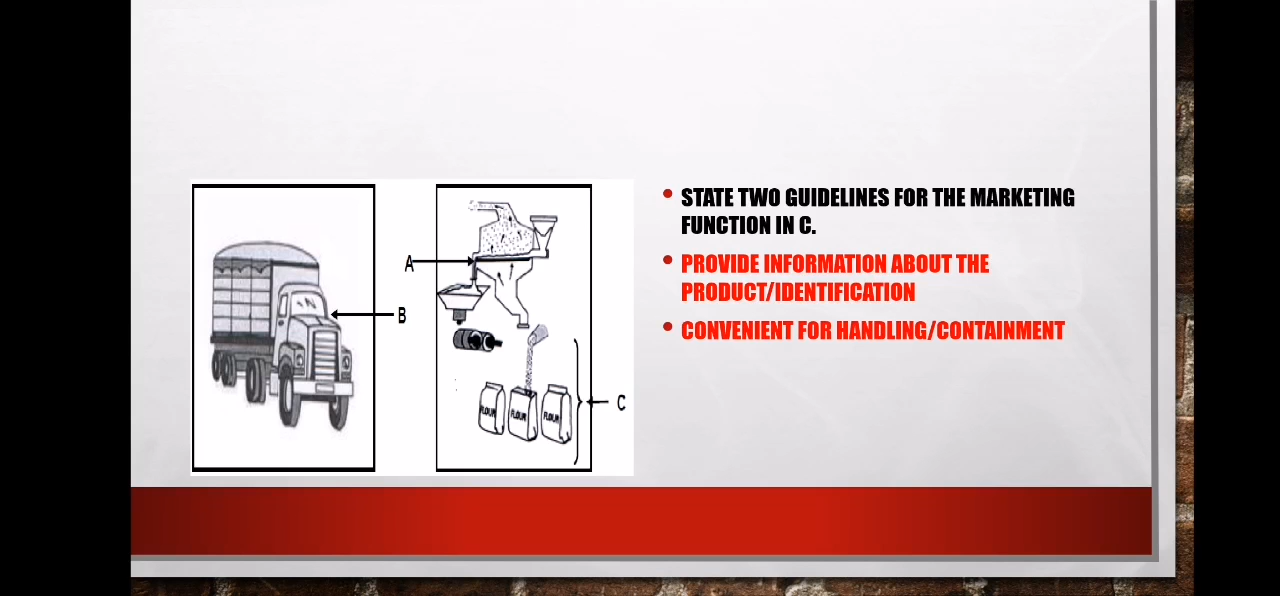 STATE TWO GUIDELINES FOR THE MARKETING
FUNCTION IN C.
PROVIDE INFORMATION ABOUT THE
PRODUCT/IDENTIFICATION
CONVENIENT FOR HANDLING/CONTAINMENT
A
B
FLOUR FLOUR FLOUR
C